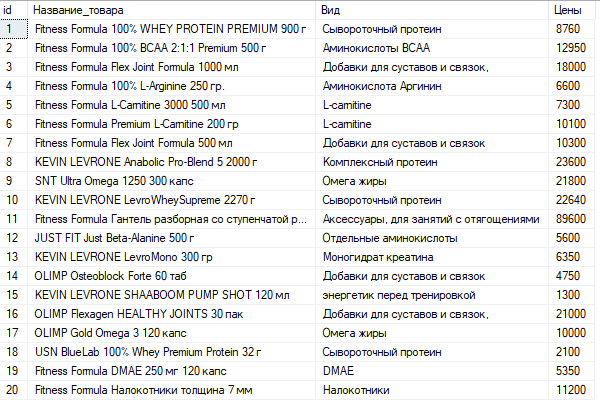 id Название_товара Вид Цены
1 Fitness Formula 100% WHEY PROTEIN PREMIUM 900 г Сывороточный протеин 8760
2 Fitness Formula 100% BCAA 2:1:1 Premium 500 г Аминокислоты BCAA 12950
3 Fitness Formula Flex Joint Formula 1000 мл Добавки для суставов и связок, 18000
4 Fitness Formula 100% L-Arginine 250 гр. Аминокислота Аргинин 6600
5 Fitness Formula L-Carnitine 3000 500 мл L-carnitine 7300
6 Fitness Formula Premium L-Carnitine 200 гр L-carnitine 10100
7 Fitness Formula Flex Joint Formula 500 мл Добавки для суставов и связок 10300
8 KEVIN LEVRONE Anabolic Pro-Blend 5 2000 г Комплексный протеин 23600
9 SNT Ultra Omega 1250 300 капс Омега жиры 21800
10 KEVIN LEVRONE LevroWheySupreme 2270 г Сывороточный протеин 22640
11 Fitness Formula Гантель разборная со ступенчатой р... Аксессуары, для занятий с отягощениями 89600
12 JUST FIT Just Beta-Alanine 500 г Отдельные аминокислоты 5600
13 KEVIN LEVRONE LevroMono 300 гр Моногидрат креатина 6350
14 OLIMP Osteoblock Forte 60 таб Добавки для суставов и связок 4750
15 KEVIN LEVRONE SHAABOOM PUMP SHOT 120 мл энергетик перед тренировкой 1300
16 OLIMP Flexagen HEALTHY JOINTS 30 пак Добавки для суставов и связок, 21000
17 OLIMP Gold Omega 3 120 капс Омега жиры 10000
18 USN BlueLab 100% Whey Premium Protein 32 г Сывороточный протеин 2100
19 Fitness Formula DMAE 250 мг 120 капс DMAE 5350
20 Fitness Formula Налокотники толщина 7 мм Налокотники 11200